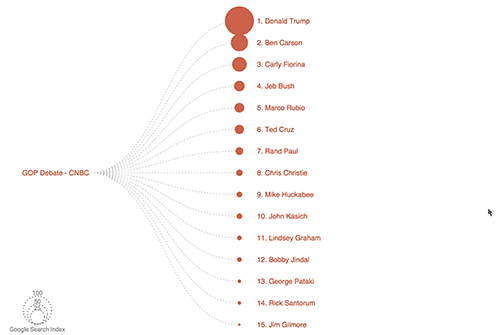 1. Donald Trump
2. Ben Carson
3. Carly Fiorina
4. Jeb Bush
5. Marco Rubio
6. Ted Cruz
7. Rand Paul
GOP Debate - CNBC
8. Chris Christie
9. Mike Huckabee
10. John Kasich
11. Lindsey Graham
12. Bobby Jindal
13. George Pataki
14. Rick Santorum
15. Jim Gilmore
100
50
25
Google Search Index